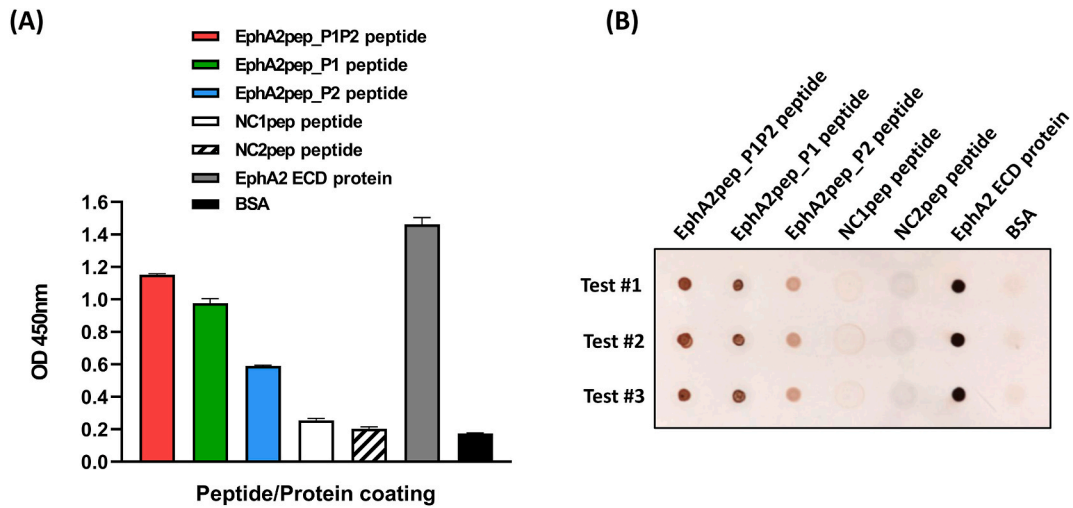 (A)
EphA2pep_P1P2 peptide
EphA2pep_P1 peptide
EphA2pep_P2 peptide
NC1pep peptide
NC2pep peptide
EphA2 ECD protein
BSA
1.6
1.4
1.2
1.0
0.8
0.6
0.4
0.2
0.0
OD 450nm
Peptide/Protein coating
(B)
EphA2pep_P1P2 peptide
EphA2pep_P1 peptide
EphA2pep_P2 peptide
NC1pep peptide
NC2pep peptide
EphA2 ECD protein
BSA
Test #1
Test #2
Test #3